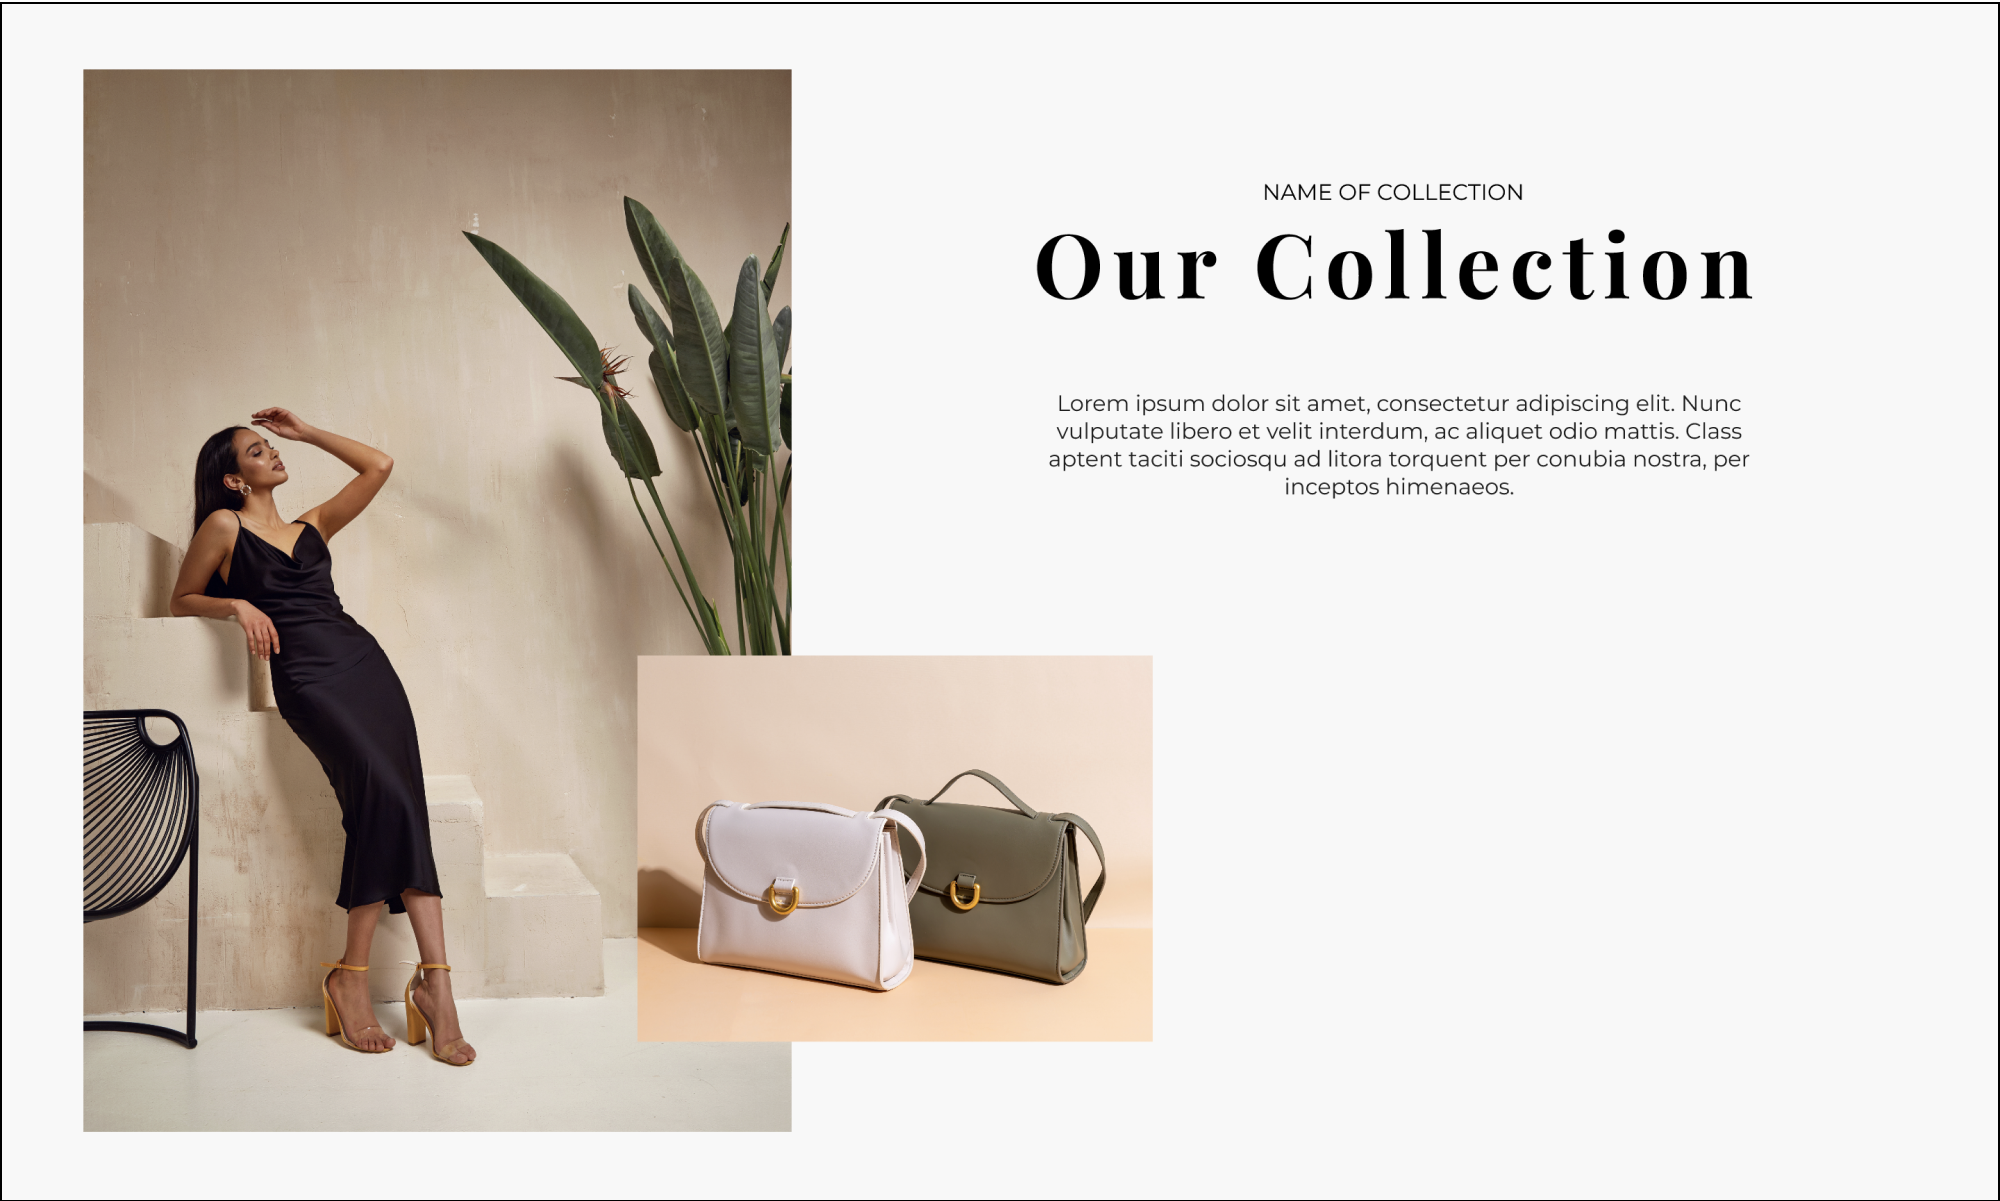 NAME OF COLLECTION
Our Collection
Lorem ipsum dolor sit amet, consectetur adipiscing elit. Nunc
vulputate libero et velit interdum, ac aliquet odio mattis. Class
aptent taciti sociosqu ad litora torquent per conubia nostra, per
inceptos himenaeos.